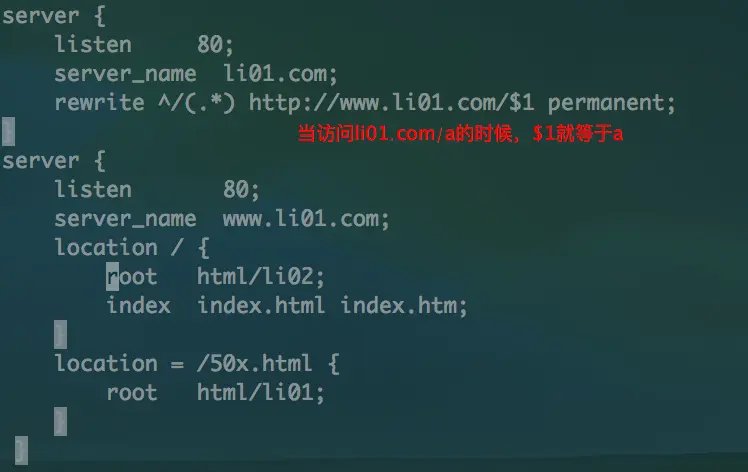 server {
    listen      80;
    server_name  li01.com;
    rewrite ^/(.*) http://www.li01.com/$1 permanent;
}
当访问li01.com/a的时候，$1就等于a
server {
    listen       80;
    server_name  www.li01.com;
    location / {
        root   html/li02;
        index  index.html index.htm;
    }
    location = /50x.html {
        root   html/li01;
    }
 }